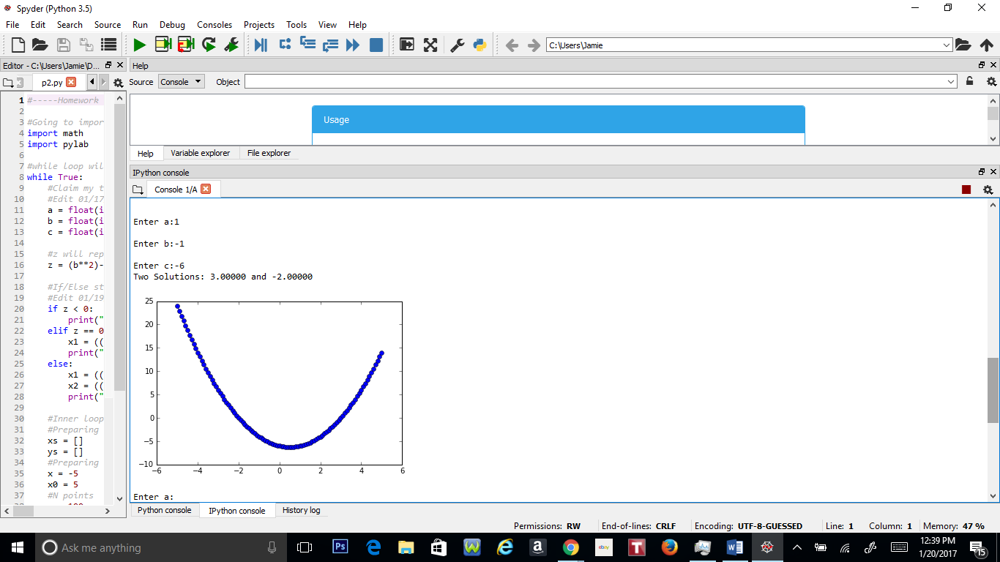 Spyder (Python 3.5)
File Edit Search Source Run Debug Consoles Projects Tools View Help
C:\Users\Jamie
Editor - C:\Users\Jamie\D...
Help
p2.py
Source Console Object
1 #-----Homework
2
3 #Going to impor
4 import math
5 import pylab
6
7 #while loop wil
8 while True:
9 #Claim my t
10 #Edit 01/17
11 a = float(i
12 b = float(i
13 c = float(i
14
15 #z will rep
16 z = (b**2)-
17
18 #If/Else st
19 #Edit 01/19
20 if z < 0:
21 print("
22 elif z == 0
23 x1 = ((
24 print("
25 else:
26 x1 = ((
27 x2 = ((
28 print("
29
30 #Inner loop
31 #Preparing
32 xs = []
33 ys = []
34 #Preparing
35 x = -5
36 x0 = 5
37 #N points
Usage
Help Variable explorer File explorer
IPython console
Console 1/A
Enter a:1
Enter b:-1
Enter c:-6
Two Solutions: 3.00000 and -2.00000
25
20
15
10
5
0
−5
−10
−6 −4 −2 0 2 4 6
Enter a:
Python console IPython console History log
Permissions: RW End-of-lines: CRLF Encoding: UTF-8-GUESSED Line: 1 Column: 1 Memory: 47 %
Ask me anything
Ps
a
ebay
T
W
12:39 PM
1/20/2017
15